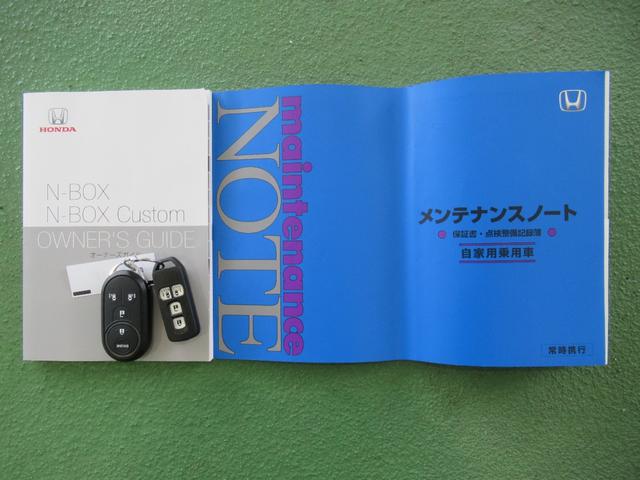 HONDA
N-BOX
N-BOX Custom
OWNER'S GUIDE
オーナーズガイド
maintenance
NOTE
メンテナンスノート
保証書・点検整備記録簿
自家用乗用車
常時携行